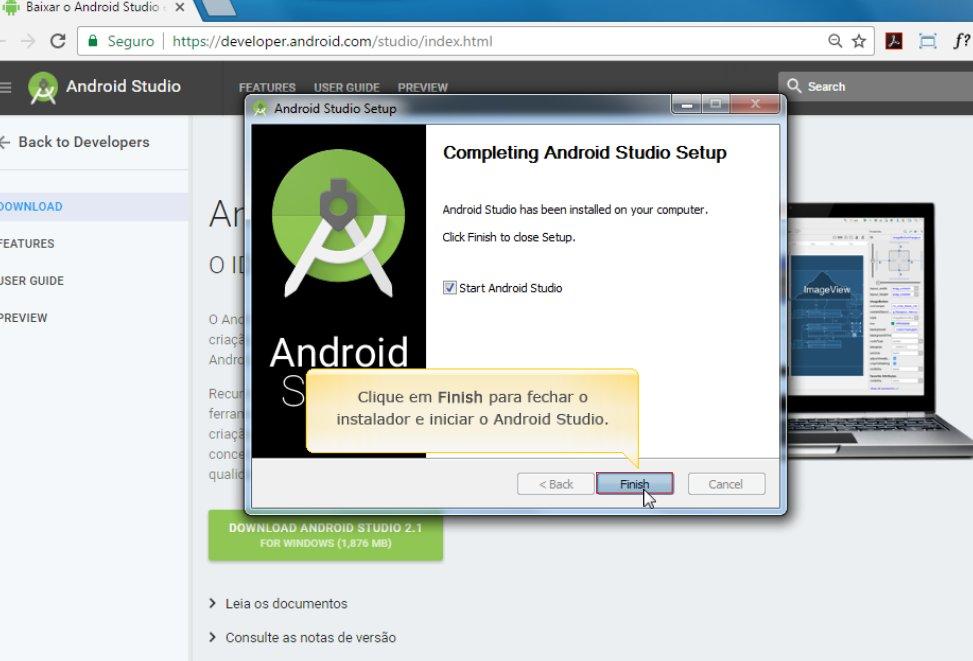 Baixar o Android Studio e
Seguro
https://developer.android.com/studio/index.html
f?
Android Studio
FEATURES
USER GUIDE
PREVIEW
Search
Android Studio Setup
Back to Developers
DOWNLOAD
FEATURES
USER GUIDE
PREVIEW
Completing Android Studio Setup
Android Studio has been installed on your computer.
Click Finish to close Setup.
Start Android Studio
Android
S
Clique em Finish para fechar o
instalador e iniciar o Android Studio.
< Back
Finish
Cancel
Ar
O ID
O And
criaçã
Andro
Recur
ferran
criaçã
conce
qualid
ImageView
DOWNLOAD ANDROID STUDIO 2.1
FOR WINDOWS (1,876 MB)
Leia os documentos
Consulte as notas de versão